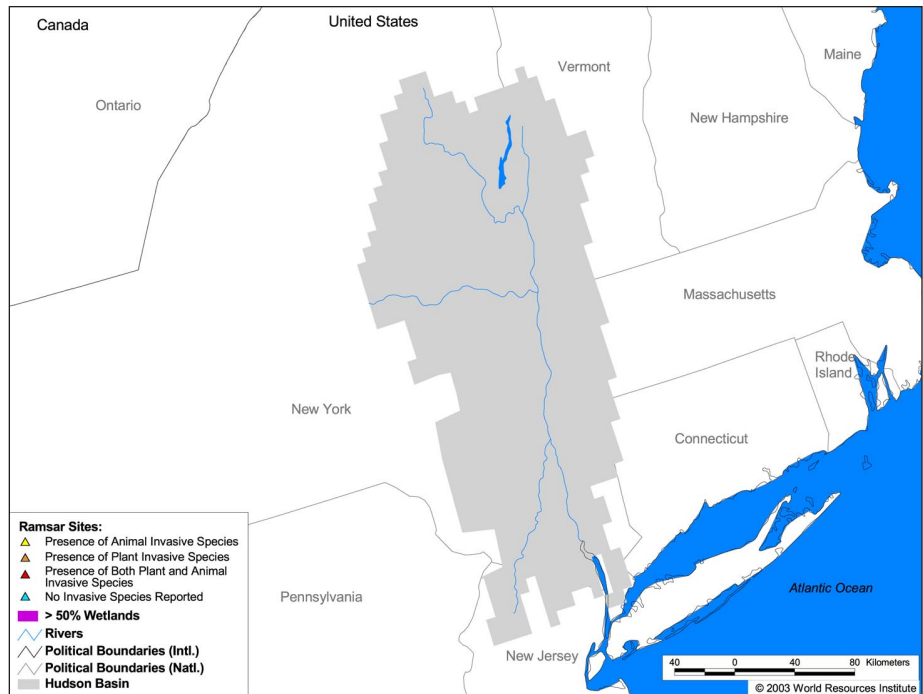 Canada
United States
Maine
Vermont
Ontario
New Hampshire
Massachusetts
Rhode
Island
New York
Connecticut
Ramsar Sites:
Presence of Animal Invasive Species
Presence of Plant Invasive Species
Presence of Both Plant and Animal
Invasive Species
No Invasive Species Reported
> 50% Wetlands
Rivers
Political Boundaries (Intl.)
Political Boundaries (Natl.)
Hudson Basin
Pennsylvania
Atlantic Ocean
New Jersey
40 0 40 80 Kilometers
© 2003 World Resources Institute